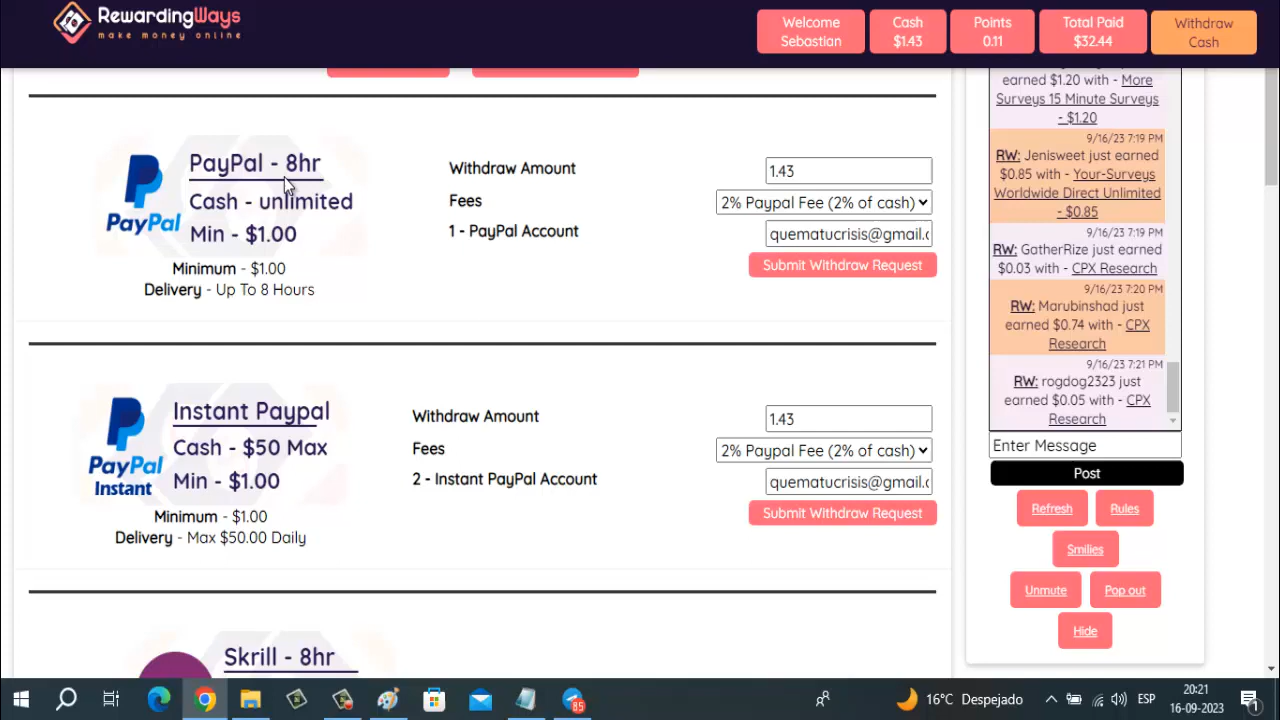 RewardingWays
make money online
Welcome
Sebastian
Cash
$1.43
Points
0.11
Total Paid
$32.44
Withdraw
Cash
PayPal
PayPal - 8hr
Cash - unlimited
Min - $1.00
Minimum - $1.00
Delivery - Up To 8 Hours
Withdraw Amount
1.43
Fees
2% Paypal Fee (2% of cash)
1 - PayPal Account
quematucrisis@gmail.c
Submit Withdraw Request
PayPal
Instant
Instant Paypal
Cash - $50 Max
Min - $1.00
Minimum - $1.00
Delivery - Max $50.00 Daily
Withdraw Amount
1.43
Fees
2% Paypal Fee (2% of cash)
2 - Instant PayPal Account
quematucrisis@gmail.c
Submit Withdraw Request
Skrill - 8hr
earned $1.20 with - More
Surveys 15 Minute Surveys
- $1.20
9/16/23 7:19 PM
RW: Jenisweet just earned
$0.85 with - Your-Surveys
Worldwide Direct Unlimited
- $0.85
9/16/23 7:19 PM
RW: GatherRize just earned
$0.03 with - CPX Research
9/16/23 7:20 PM
RW: Marubinshad just
earned $0.74 with - CPX
Research
9/16/23 7:21 PM
RW: rogdog2323 just
earned $0.05 with - CPX
Research
Enter Message
Post
Refresh
Rules
Smilies
Unmute
Pop out
Hide
85
16°C Despejado
ESP
20:21
16-09-2023
1